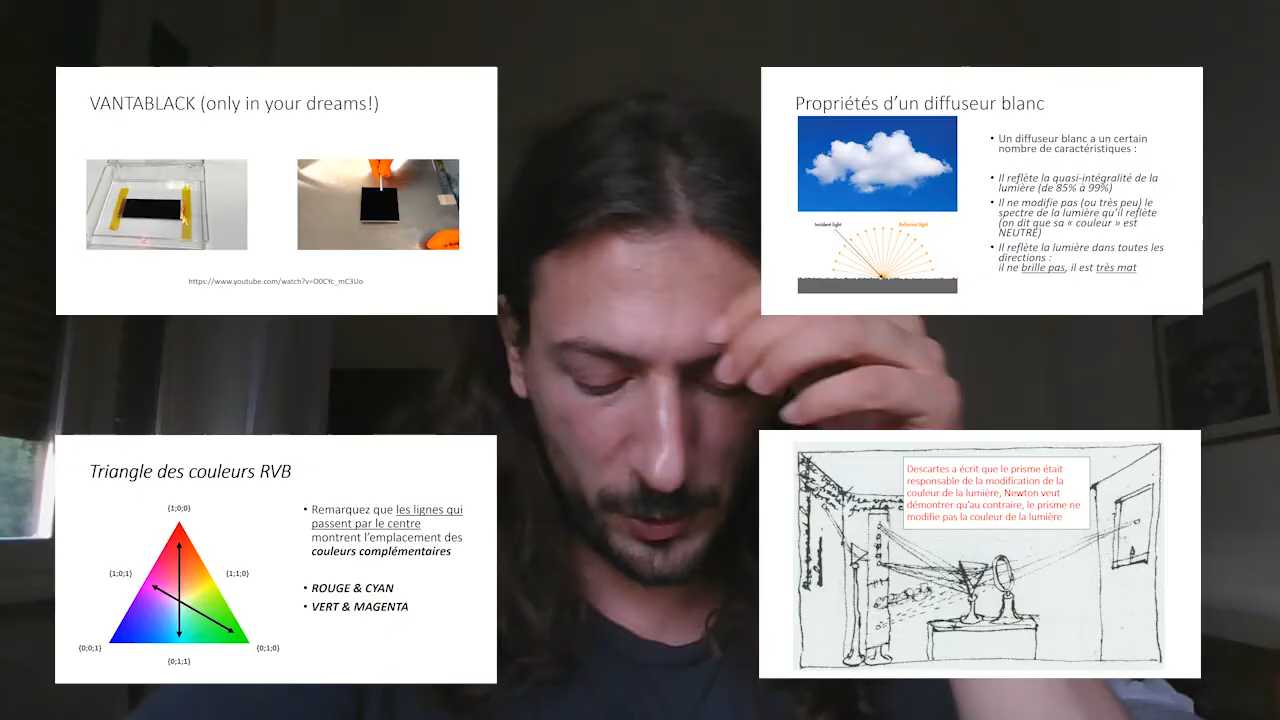 VANTABLACK (only in your dreams!)
https://www.youtube.com/watch?v=O0CYc_mC3Uo
Propriétés d'un diffuseur blanc
• Un diffuseur blanc a un certain
nombre de caractéristiques :
• Il reflète la quasi-intégralité de la
lumière (de 85% à 99%)
• Il ne modifie pas (ou très peu) le
spectre de la lumière qu'il reflète
(on dit que sa « couleur » est
NEUTRE)
• Il reflète la lumière dans toutes les
directions :
il ne brille pas, il est très mat
Incident light
Reflected light
Triangle des couleurs RVB
{1;0;0}
{1;0;1}
{1;1;0}
{0;0;1}
{0;1;0}
{0;1;1}
• Remarquez que les lignes qui
passent par le centre
montrent l'emplacement des
couleurs complémentaires
• ROUGE & CYAN
• VERT & MAGENTA
Descartes a écrit que le prisme était
responsable de la modification de la
couleur de la lumière, Newton veut
démontrer qu'au contraire, le prisme ne
modifie pas la couleur de la lumière